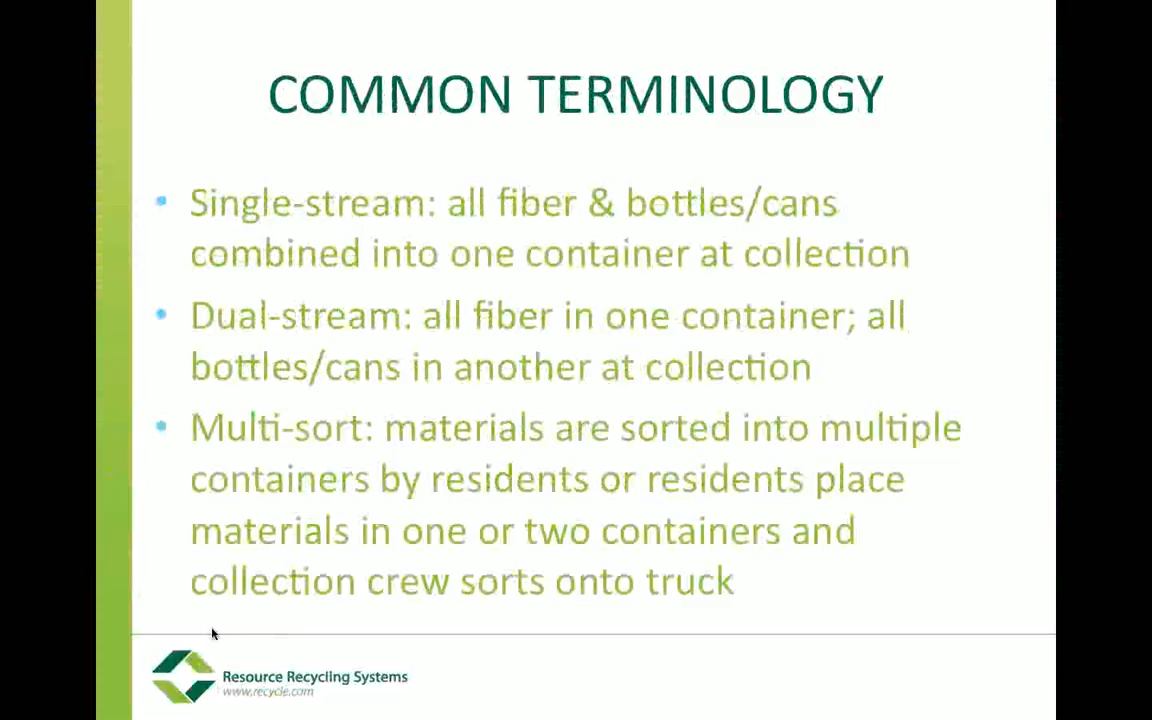 COMMON TERMINOLOGY
• Single-stream: all fiber & bottles/cans
combined into one container at collection
• Dual-stream: all fiber in one container; all
bottles/cans in another at collection
• Multi-sort: materials are sorted into multiple
containers by residents or residents place
materials in one or two containers and
collection crew sorts onto truck
Resource Recycling Systems
www.recycle.com